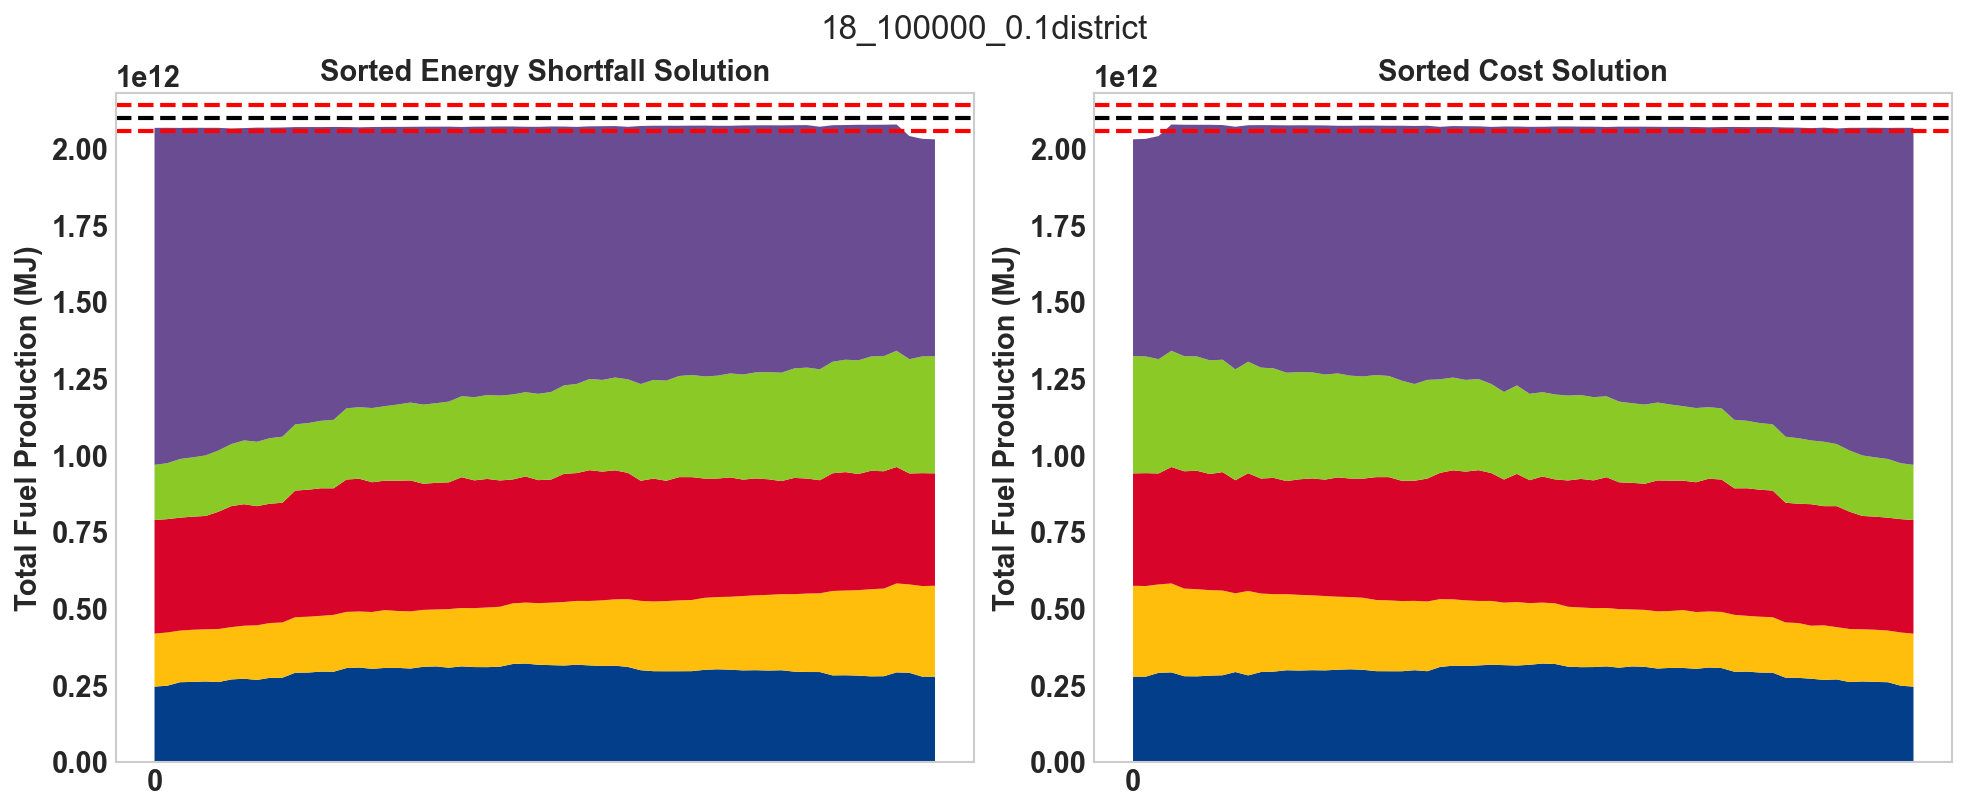 18_100000_0.1district
Sorted Energy Shortfall Solution
1e12
Total Fuel Production (MJ)
2.00
1.75
1.50
1.25
1.00
0.75
0.50
0.25
0.00
0
Sorted Cost Solution
1e12
Total Fuel Production (MJ)
2.00
1.75
1.50
1.25
1.00
0.75
0.50
0.25
0.00
0